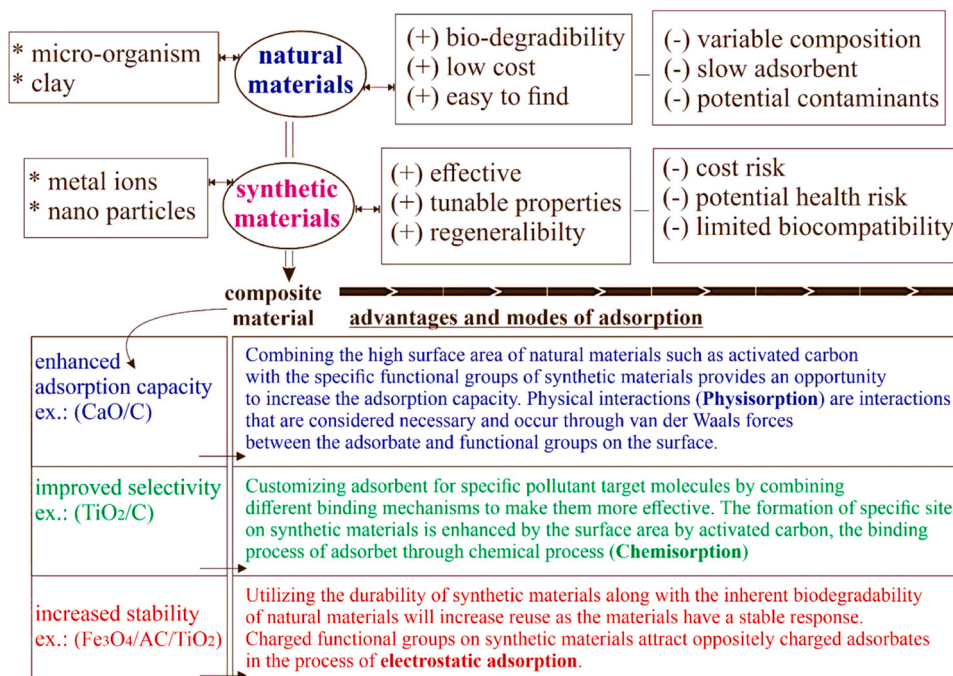 * micro-organism
* clay
natural
materials
(+) bio-degradibility
(+) low cost
(+) easy to find
(-) variable composition
(-) slow adsorbent
(-) potential contaminants
* metal ions
* nano particles
synthetic
materials
(+) effective
(+) tunable properties
(+) regeneralibilty
(-) cost risk
(-) potential health risk
(-) limited biocompatibility
composite
material
advantages and modes of adsorption
enhanced
adsorption capacity
ex.: (CaO/C)
Combining the high surface area of natural materials such as activated carbon
with the specific functional groups of synthetic materials provides an opportunity
to increase the adsorption capacity. Physical interactions (Physisorption) are interactions
that are considered necessary and occur through van der Waals forces
between the adsorbate and functional groups on the surface.
improved selectivity
ex.: (TiO2/C)
Customizing adsorbent for specific pollutant target molecules by combining
different binding mechanisms to make them more effective. The formation of specific site
on synthetic materials is enhanced by the surface area by activated carbon, the binding
process of adsorbet through chemical process (Chemisorption)
increased stability
ex.: (Fe3O4/AC/TiO2)
Utilizing the durability of synthetic materials along with the inherent biodegradability
of natural materials will increase reuse as the materials have a stable response.
Charged functional groups on synthetic materials attract oppositely charged adsorbates
in the process of electrostatic adsorption.